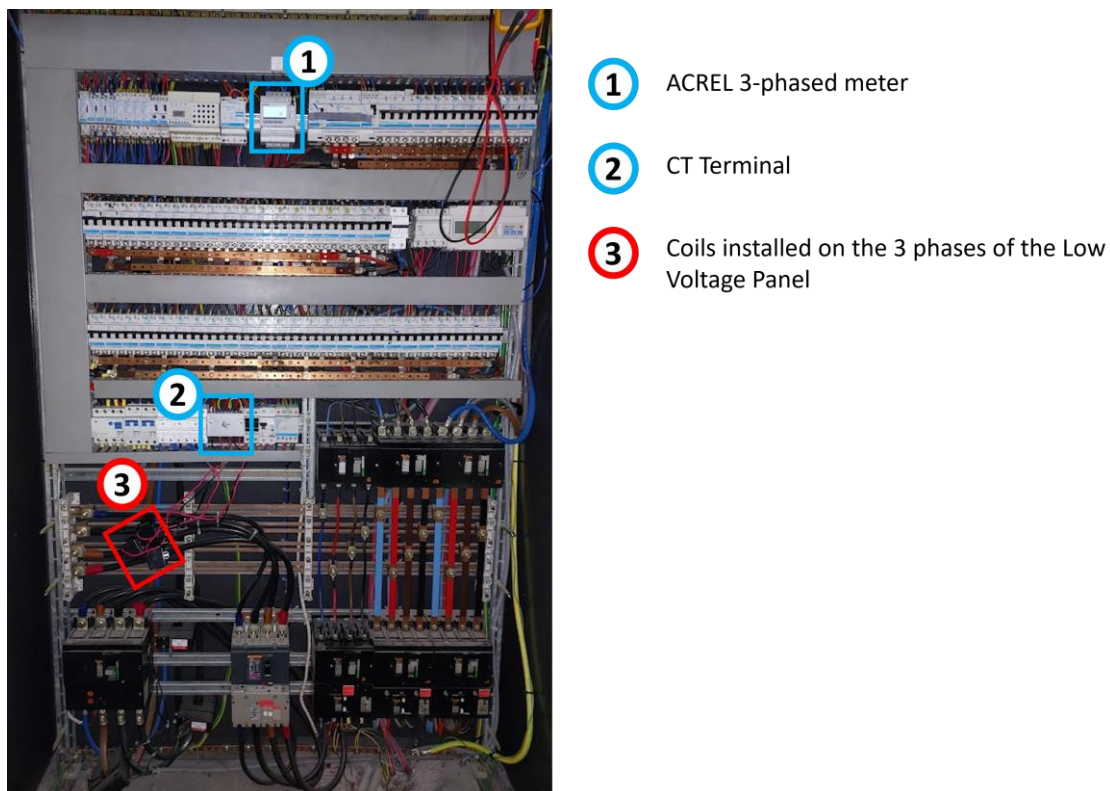 1
1
ACREL 3-phased meter
2
CT Terminal
3
Coils installed on the 3 phases of the Low
Voltage Panel
2
3